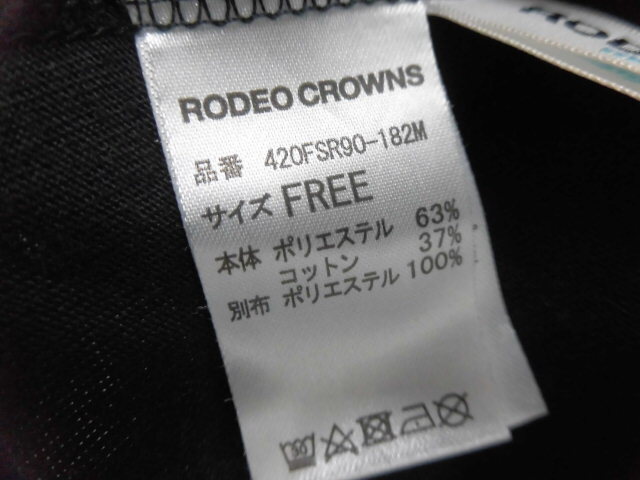 RODEO CROWNS
品番 420FSR90-182M
サイズ FREE
本体 ポリエステル 63%
コットン 37%
別布 ポリエステル 100%